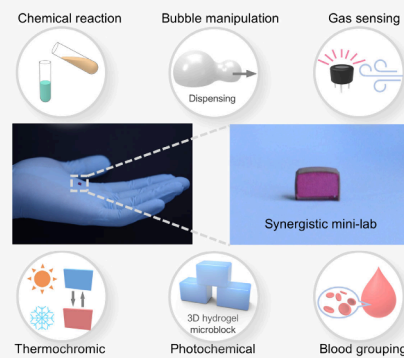 Chemical reaction
Bubble manipulation
Gas sensing
Dispensing
Synergistic mini-lab
3D hydrogel
microblock
Thermochromic
Photochemical
Blood grouping